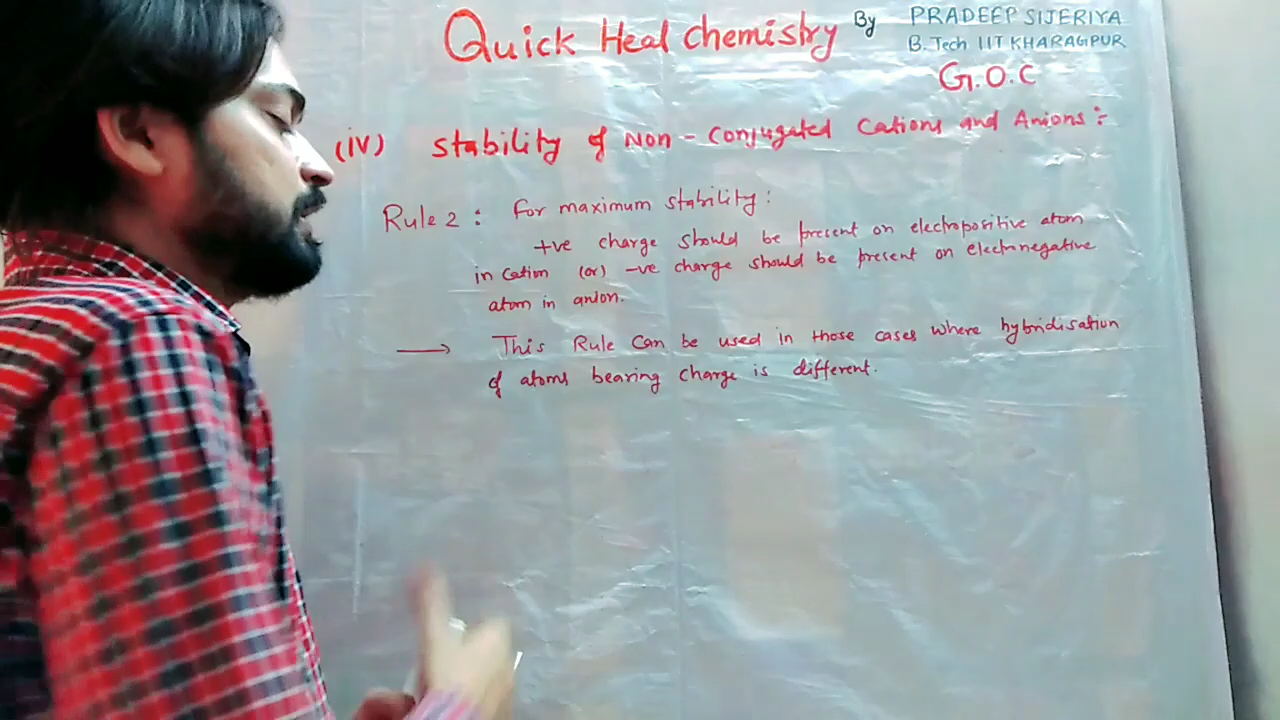 Quick Heal chemistry By PRADEEP SIJERIYA
B.Tech IIT KHARAGPUR
G.O.C
(iv) Stability of Non-Conjugated Cations and Anions:-
Rule 2: For maximum stability:
+ve charge should be present on electropositive atom
in cation (or) -ve charge should be present on electronegative
atom in anion.
→ This Rule Can be used in those cases where hybridisation
of atoms bearing charge is different.